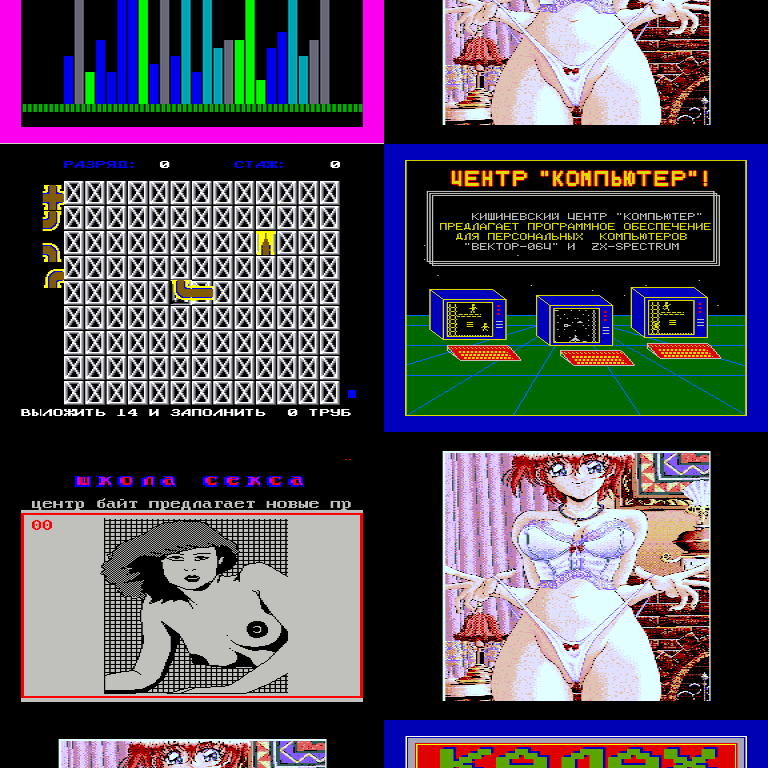 РАЗРЯД: 0 СТАЖ: 0
ВЫЛОЖИТЬ 14 И ЗАПОЛНИТЬ 0 ТРУБ
ЦЕНТР "КОМПЬЮТЕР"!
КИШИНЕВСКИЙ ЦЕНТР "КОМПЬЮТЕР"
ПРЕДЛАГАЕТ ПРОГРАММНОЕ ОБЕСПЕЧЕНИЕ
ДЛЯ ПЕРСОНАЛЬНЫХ КОМПЬЮТЕРОВ
"ВЕКТОР-06Ц" И ZX-SPECTRUM
школа секса
центр байт предлагает новые пр
00